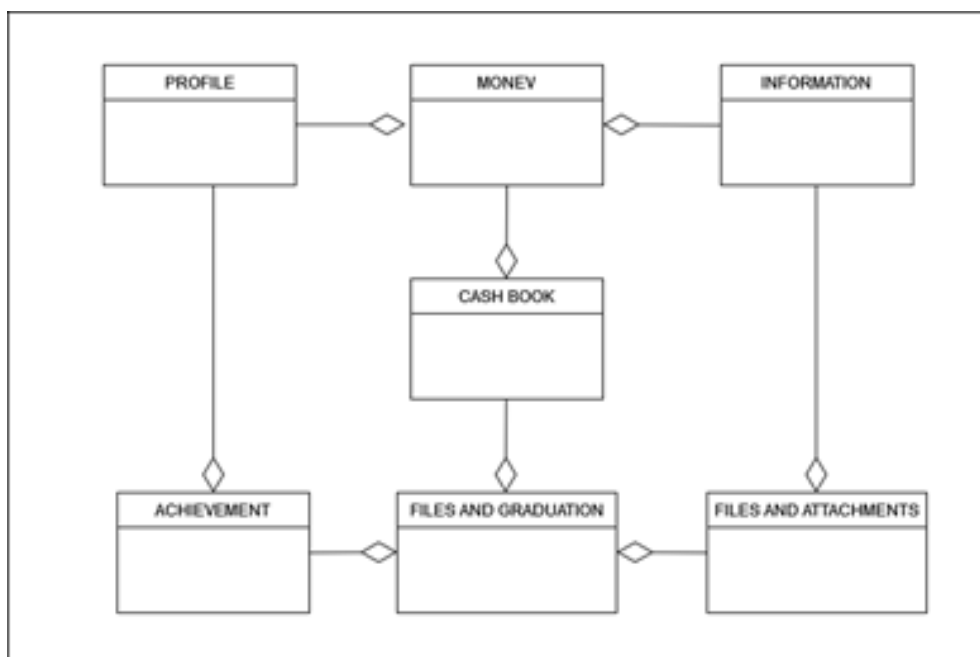 PROFILE
MONEV
INFORMATION
CASH BOOK
ACHIEVEMENT
FILES AND GRADUATION
FILES AND ATTACHMENTS